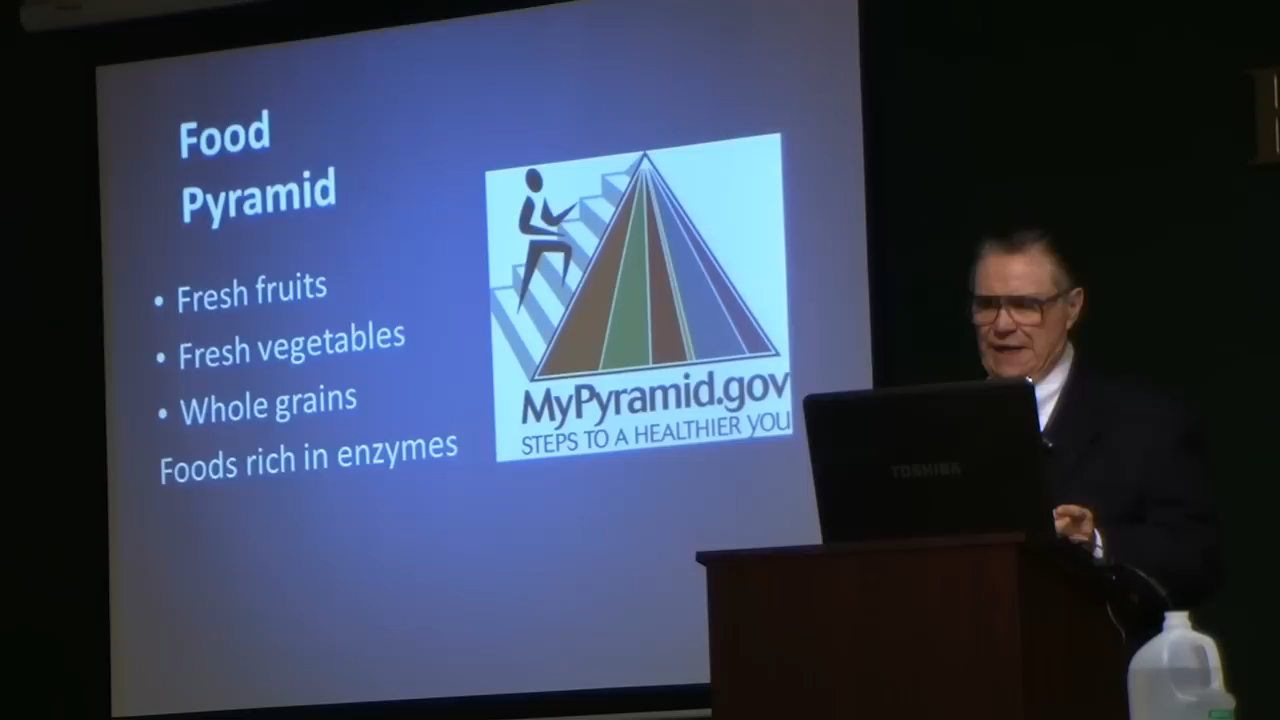 Food
Pyramid
• Fresh fruits
• Fresh vegetables
• Whole grains
Foods rich in enzymes
MyPyramid.gov
STEPS TO A HEALTHIER YOU
TOSHIBA